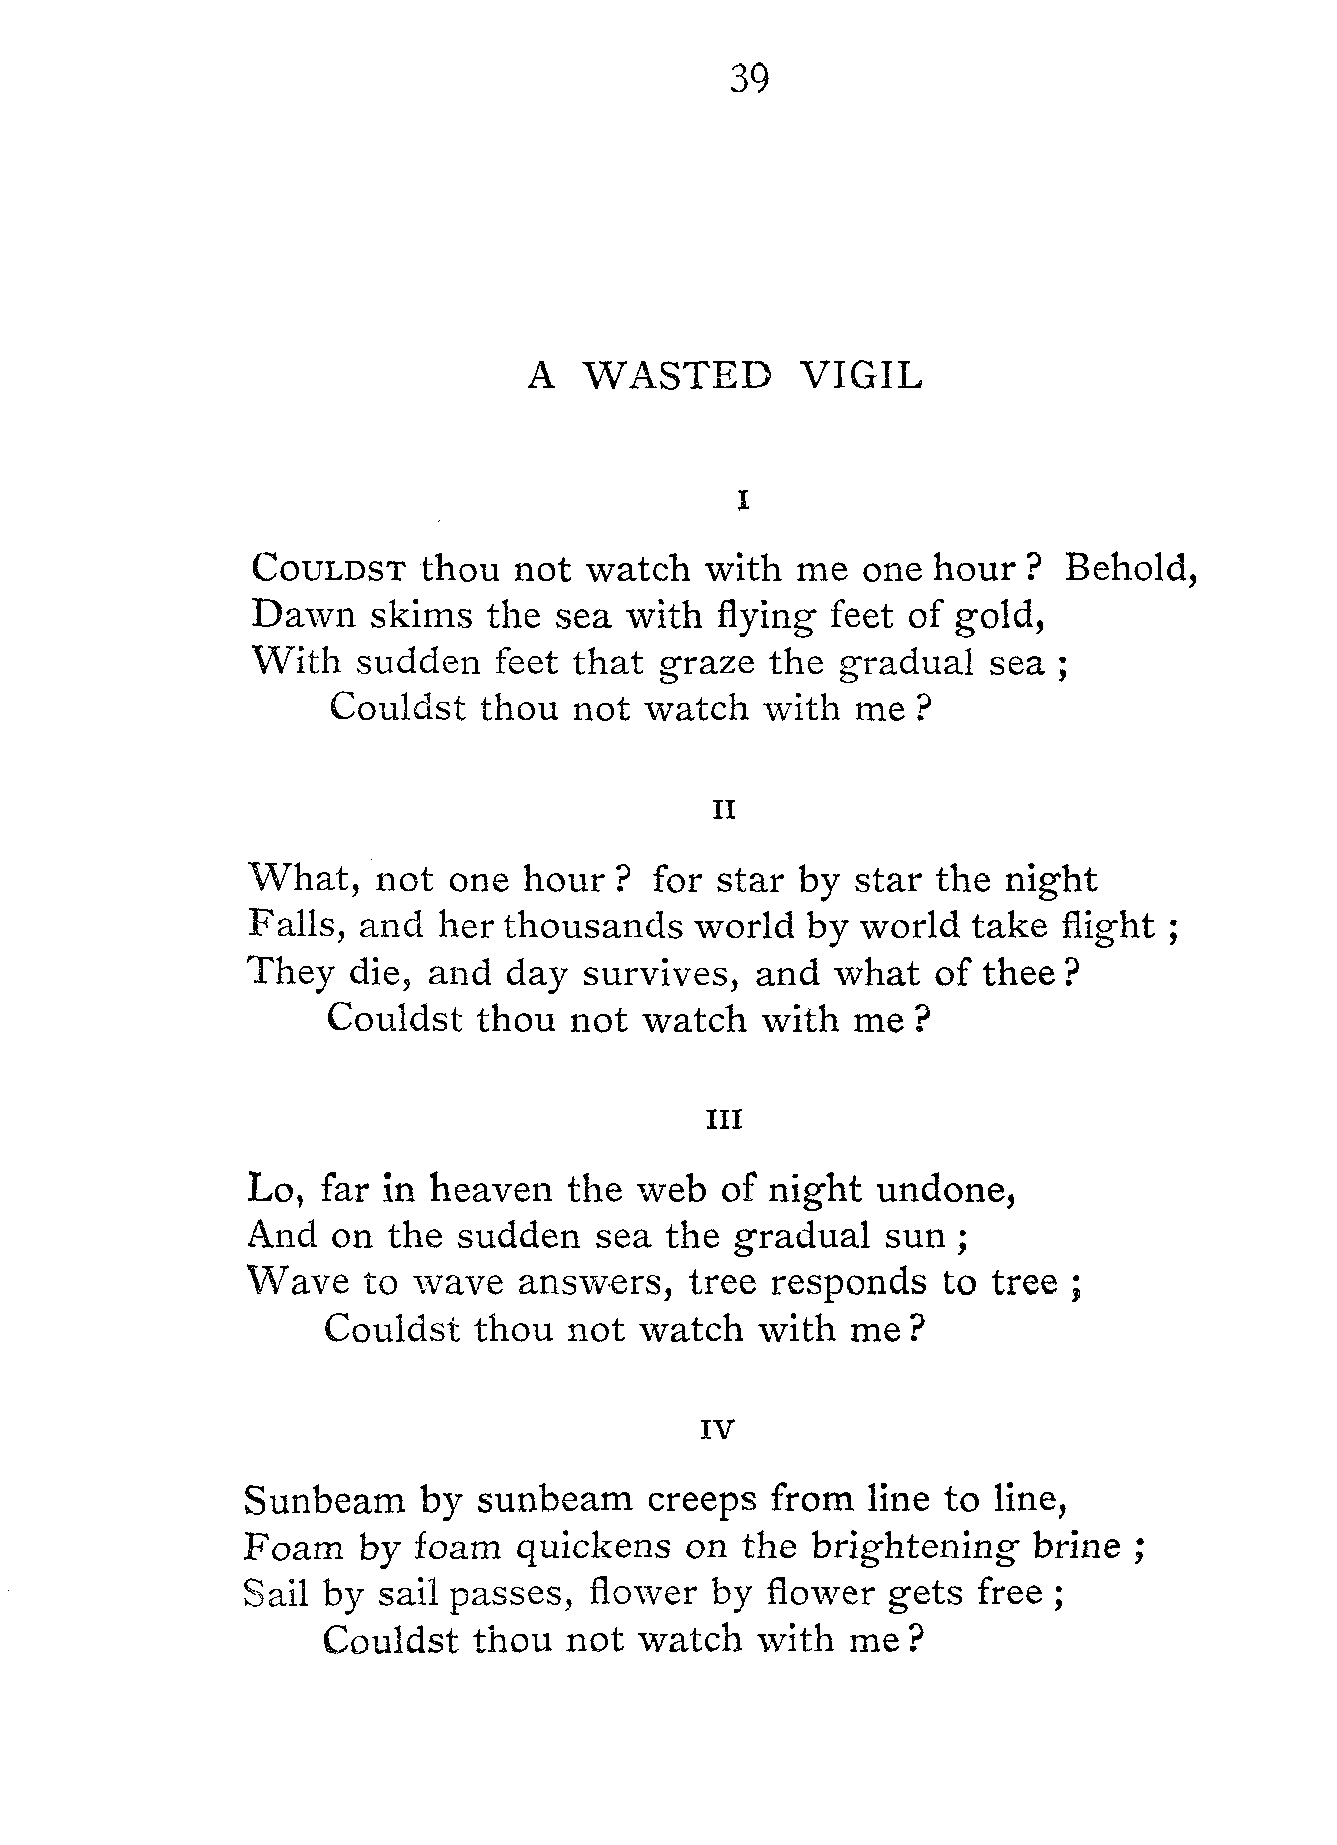 39
A WASTED VIGIL
I
COULDST thou not watch with me one hour ? Behold,
Dawn skims the sea with flying feet of gold,
With sudden feet that graze the gradual sea ;
Couldst thou not watch with me ?
II
What, not one hour ? for star by star the night
Falls, and her thousands world by world take flight ;
They die, and day survives, and what of thee ?
Couldst thou not watch with me ?
III
Lo, far in heaven the web of night undone,
And on the sudden sea the gradual sun ;
Wave to wave answers, tree responds to tree ;
Couldst thou not watch with me ?
IV
Sunbeam by sunbeam creeps from line to line,
Foam by foam quickens on the brightening brine ;
Sail by sail passes, flower by flower gets free ;
Couldst thou not watch with me ?